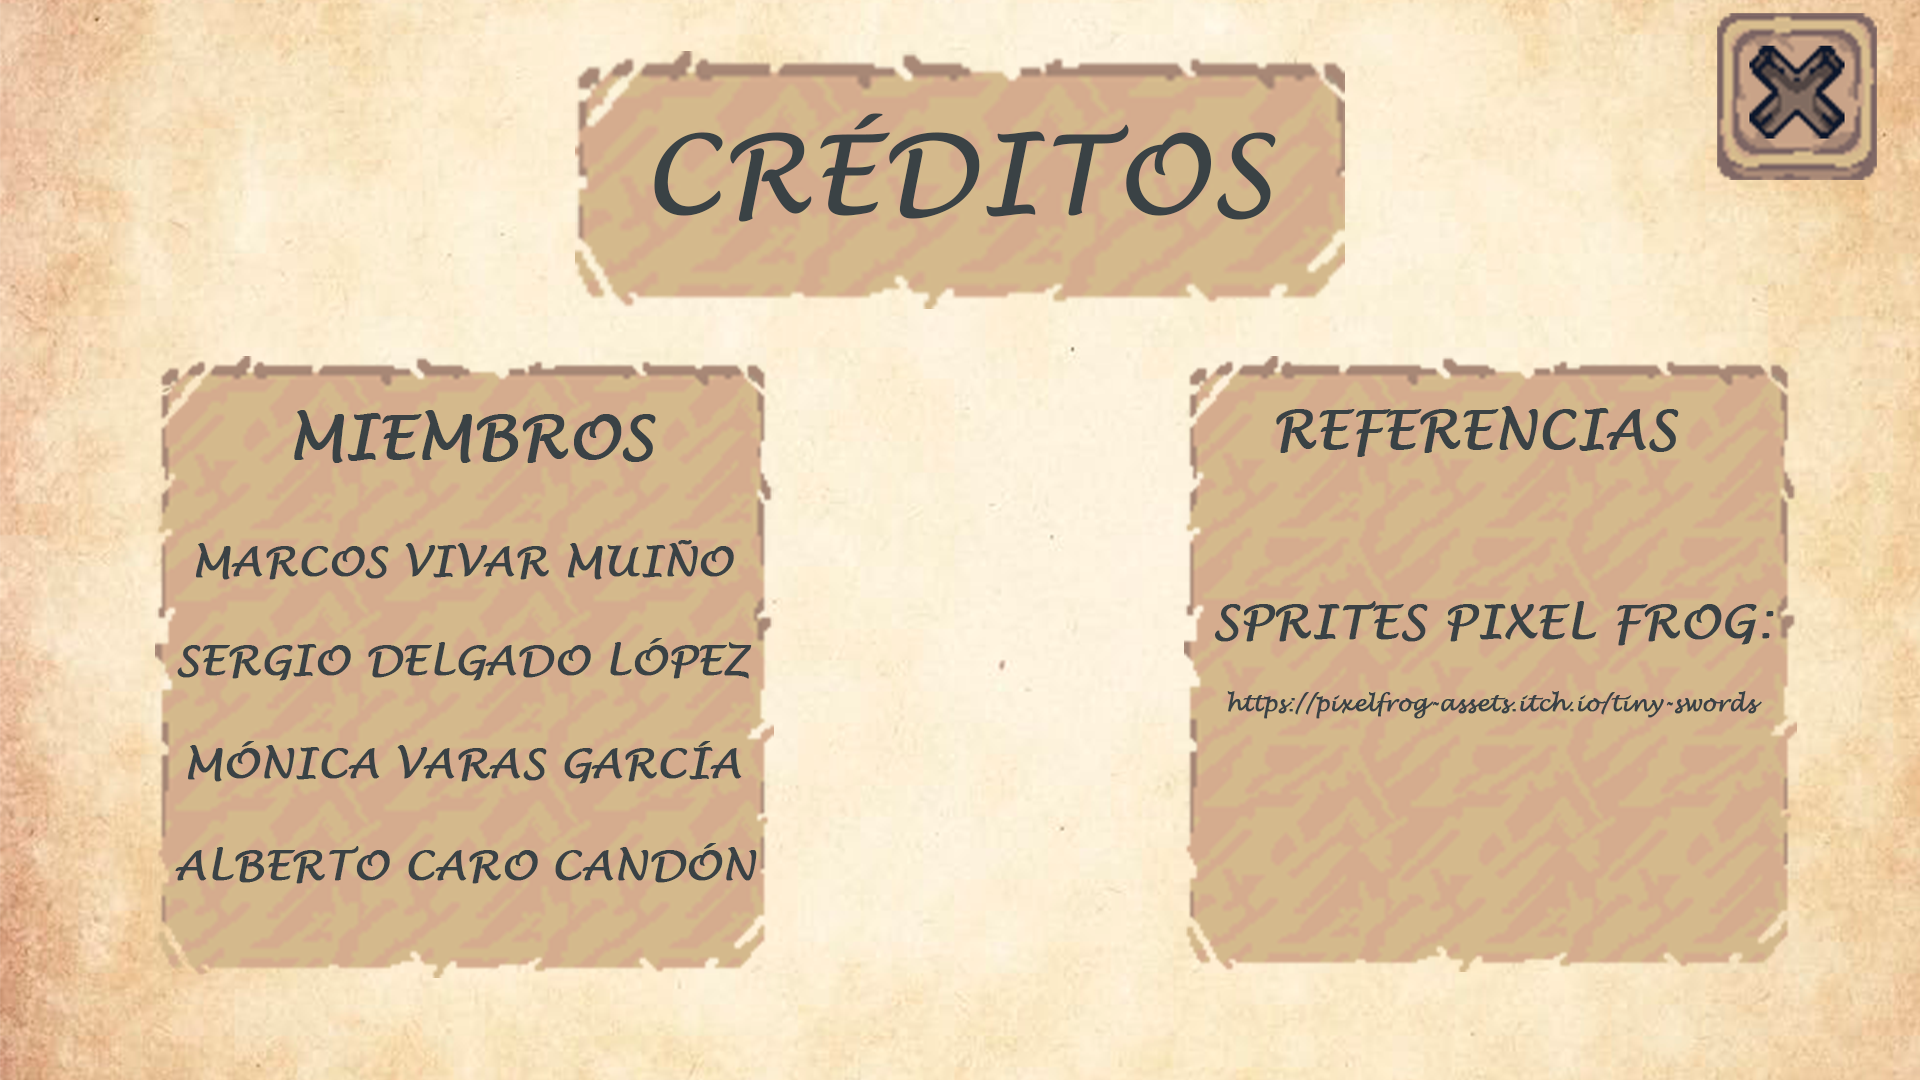 CRÉDITOS
MIEMBROS
MARCOS VIVAR MUIÑO
SERGIO DELGADO LÓPEZ
MÓNICA VARAS GARCÍA
ALBERTO CARO CANDÓN
REFERENCIAS
SPRITES PIXEL FROG:
https://pixelfrog-assets.itch.io/tiny-swords